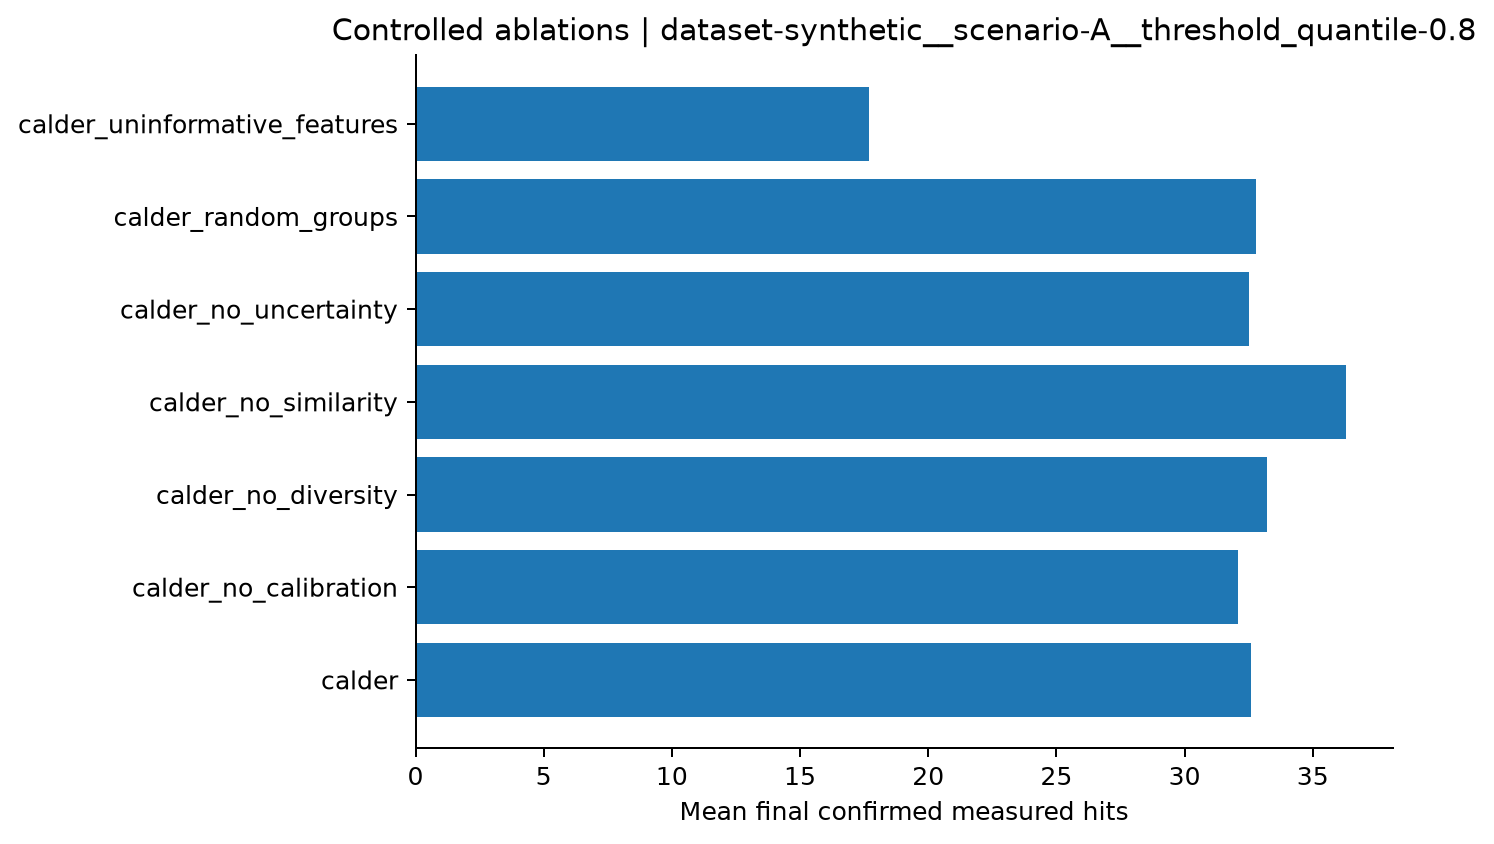 Controlled ablations | dataset-synthetic__scenario-A__threshold_quantile-0.8
calder_uninformative_features
calder_random_groups
calder_no_uncertainty
calder_no_similarity
calder_no_diversity
calder_no_calibration
calder
0 5 10 15 20 25 30 35
Mean final confirmed measured hits